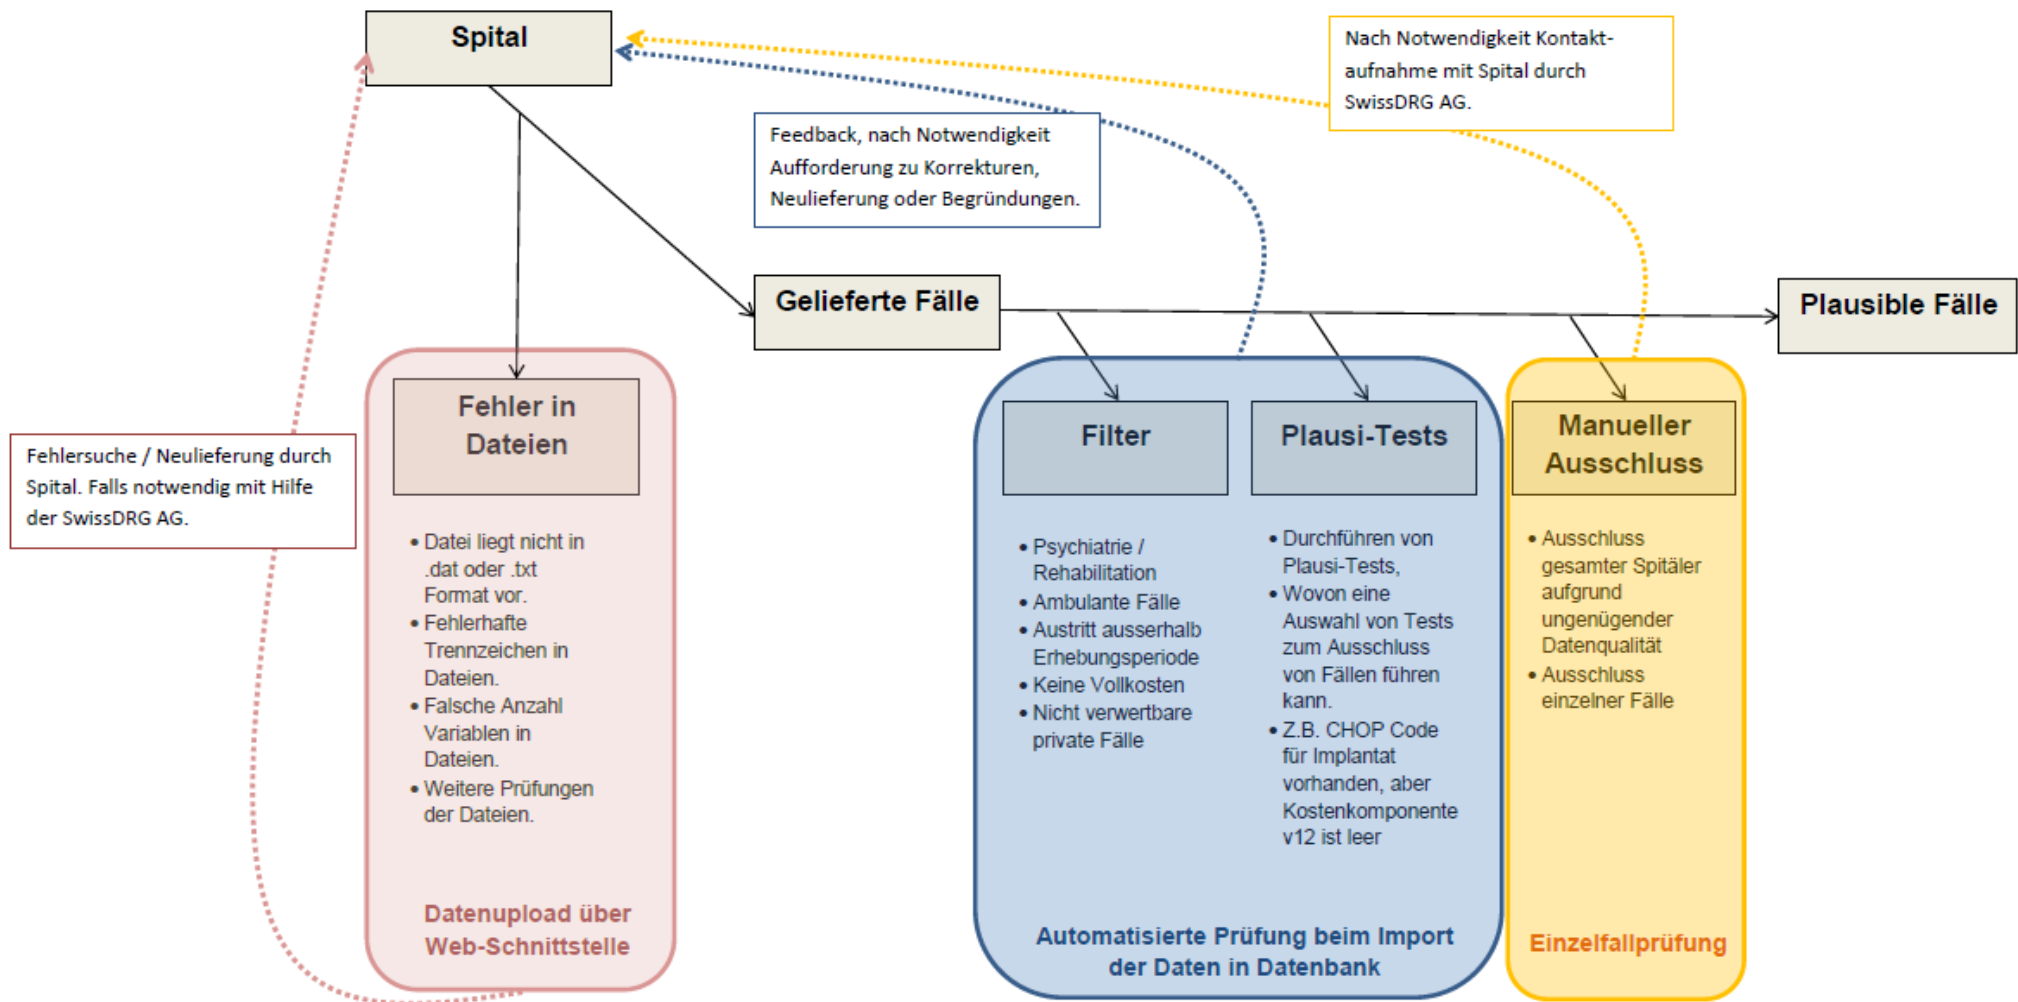 Spital
Nach Notwendigkeit Kontakt-
aufnahme mit Spital durch
SwissDRG AG.
Feedback, nach Notwendigkeit
Aufforderung zu Korrekturen,
Neulieferung oder Begründungen.
Gelieferte Fälle
Plausible Fälle
Fehlersuche / Neulieferung durch
Spital. Falls notwendig mit Hilfe
der SwissDRG AG.
Fehler in
Dateien
• Datei liegt nicht in
.dat oder .txt
Format vor.
• Fehlerhafte
Trennzeichen in
Dateien.
• Falsche Anzahl
Variablen in
Dateien.
• Weitere Prüfungen
der Dateien.
Datenupload über
Web-Schnittstelle
Filter
• Psychiatrie /
Rehabilitation
• Ambulante Fälle
• Austritt ausserhalb
Erhebungsperiode
• Keine Vollkosten
• Nicht verwertbare
private Fälle
Plausi-Tests
• Durchführen von
Plausi-Tests,
• Wovon eine
Auswahl von Tests
zum Ausschluss
von Fällen führen
kann.
• Z.B. CHOP Code
für Implantat
vorhanden, aber
Kostenkomponente
v12 ist leer
Automatisierte Prüfung beim Import
der Daten in Datenbank
Manueller
Ausschluss
• Ausschluss
gesamter Spitäler
aufgrund
ungenügender
Datenqualität
• Ausschluss
einzelner Fälle
Einzelfallprüfung